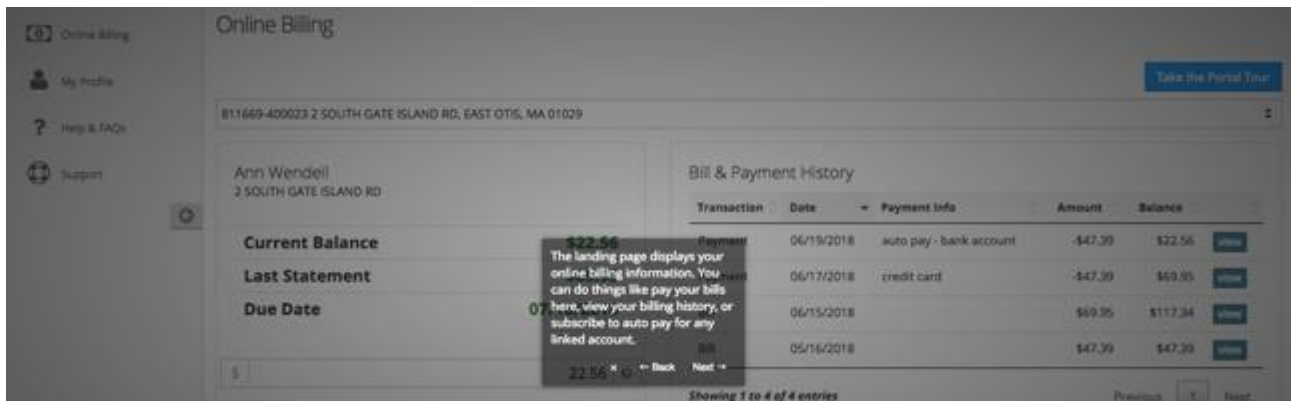 Online Billing
Online Billing
My Profile
Take the Portal Tour
Help & FAQs
811669-400023 2 SOUTH GATE ISLAND RD, EAST OTIS, MA 01029
Support
Ann Wendell
2 SOUTH GATE ISLAND RD
Current Balance $22.56
Last Statement
Due Date 07
$ 22.56
The landing page displays your
online billing information. You
can do things like pay your bills
here, view your billing history, or
subscribe to auto pay for any
linked account.
× ← Back Next →
Bill & Payment History
Transaction Date Payment Info Amount Balance
Payment 06/19/2018 auto pay - bank account -$47.39 $22.56 View
06/17/2018 credit card -$47.39 $69.95 View
06/15/2018 $69.95 $117.34 View
Bill 05/16/2018 $47.39 $47.39 View
Showing 1 to 4 of 4 entries Previous 1 Next